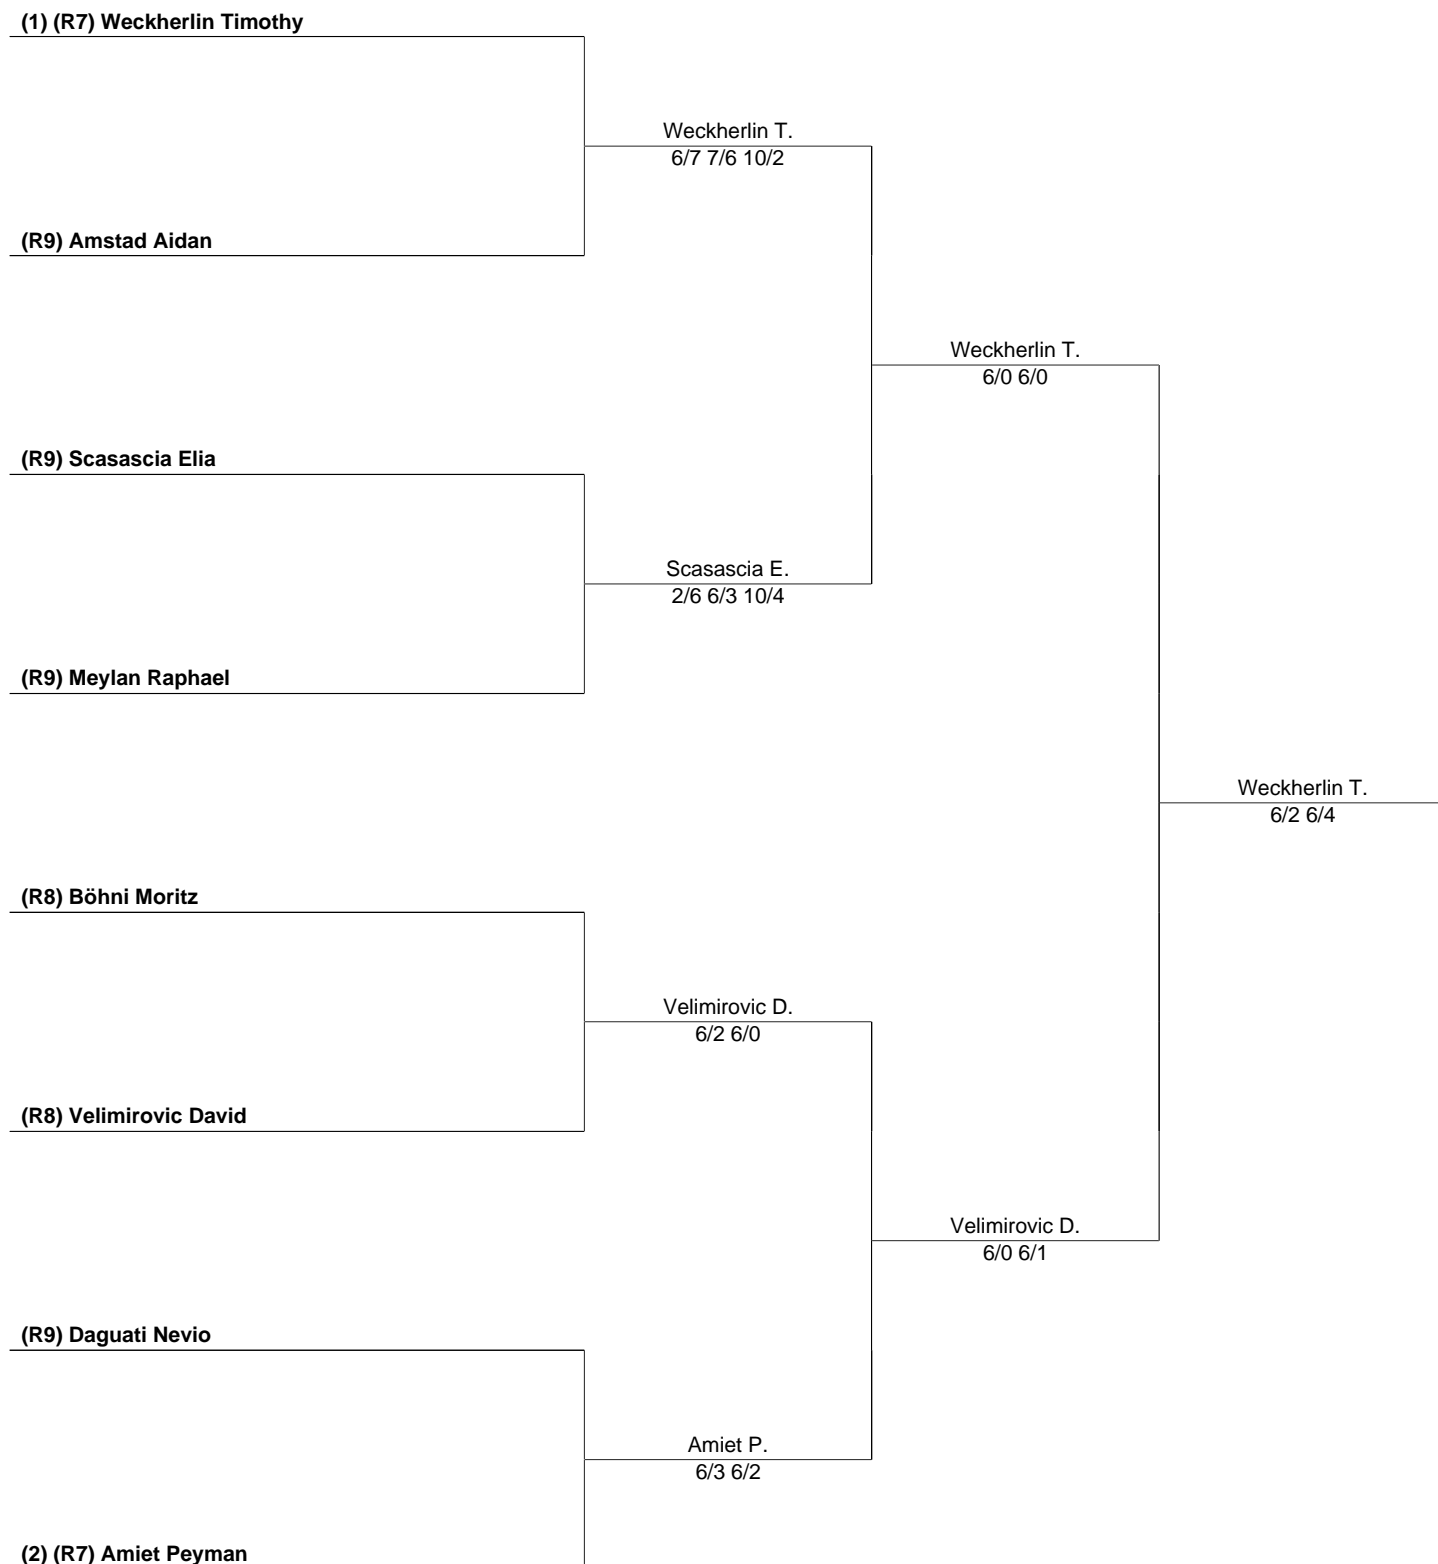 (1) (R7) Weckherlin Timothy
Weckherlin T.
6/7 7/6 10/2
(R9) Amstad Aidan
Weckherlin T.
6/0 6/0
(R9) Scasascia Elia
Scasascia E.
2/6 6/3 10/4
(R9) Meylan Raphael
Weckherlin T.
6/2 6/4
(R8) Böhni Moritz
Velimirovic D.
6/2 6/0
(R8) Velimirovic David
Velimirovic D.
6/0 6/1
(R9) Daguati Nevio
Amiet P.
6/3 6/2
(2) (R7) Amiet Peyman